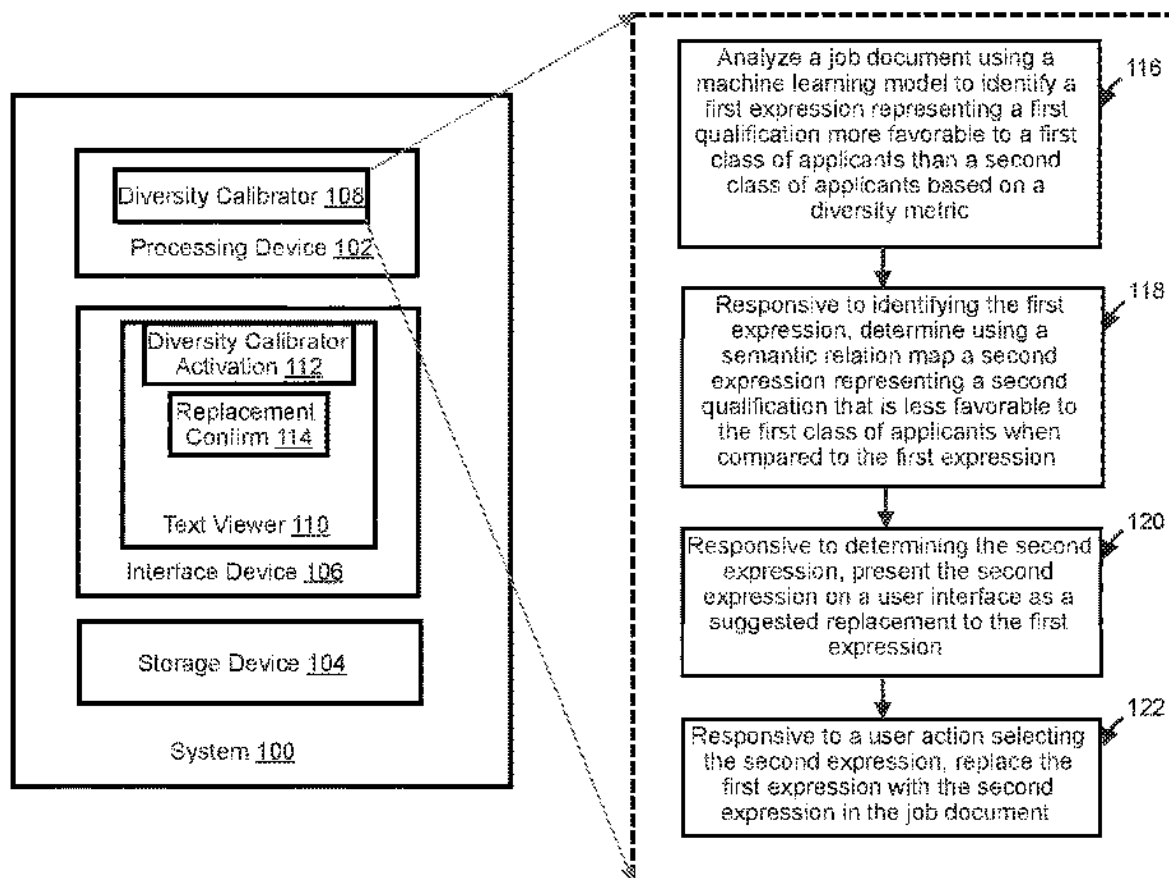 Diversity Calibrator 108
Processing Device 102
Diversity Calibrator
Activation 112
Replacement
Confirm 114
Text Viewer 110
Interface Device 106
Storage Device 104
System 100
Analyze a job document using a
machine learning model to identify a
first expression representing a first
qualification more favorable to a first
class of applicants than a second
class of applicants based on a
diversity metric
116
Responsive to identifying the first
expression, determine using a
semantic relation map a second
expression representing a second
qualification that is less favorable to
the first class of applicants when
compared to the first expression
118
Responsive to determining the second
expression, present the second
expression on a user interface as a
suggested replacement to the first
expression
120
Responsive to a user action selecting
the second expression, replace the
first expression with the second
expression in the job document
122